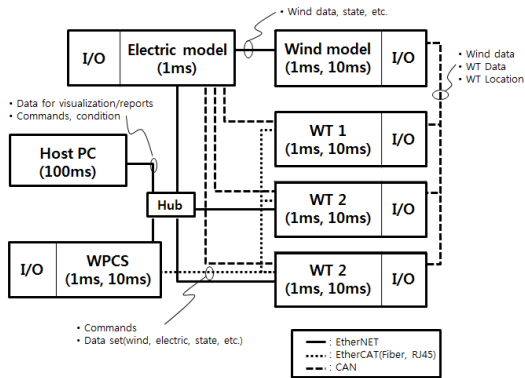 • Wind data, state, etc.
I/O
Electric model
(1ms)
Wind model
(1ms, 10ms)
I/O
• Wind data
• WT Data
• WT Location
• Data for visualization/reports
• Commands, condition
WT 1
(1ms, 10ms)
I/O
Host PC
(100ms)
Hub
WT 2
(1ms, 10ms)
I/O
I/O
WPCS
(1ms, 10ms)
WT 2
(1ms, 10ms)
I/O
• Commands
• Data set(wind, electric, state, etc.)
: EtherNET
: EtherCAT(Fiber, RJ45)
: CAN